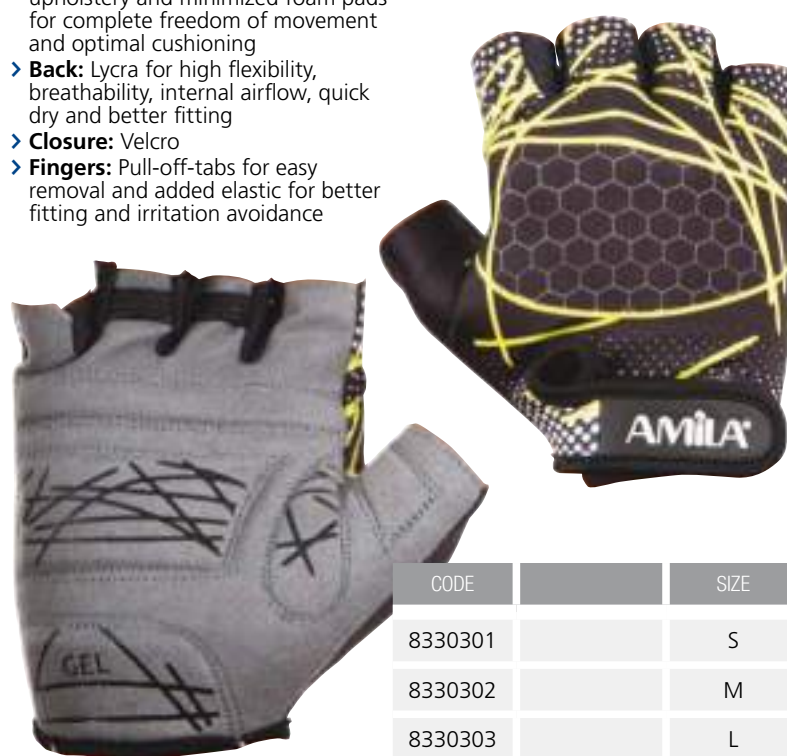 upholstery and minimized foam pads
for complete freedom of movement
and optimal cushioning
> Back: Lycra for high flexibility,
breathability, internal airflow, quick
dry and better fitting
> Closure: Velcro
> Fingers: Pull-off-tabs for easy
removal and added elastic for better
fitting and irritation avoidance
AMiLA
GEL
CODE SIZE
8330301 S
8330302 M
8330303 L